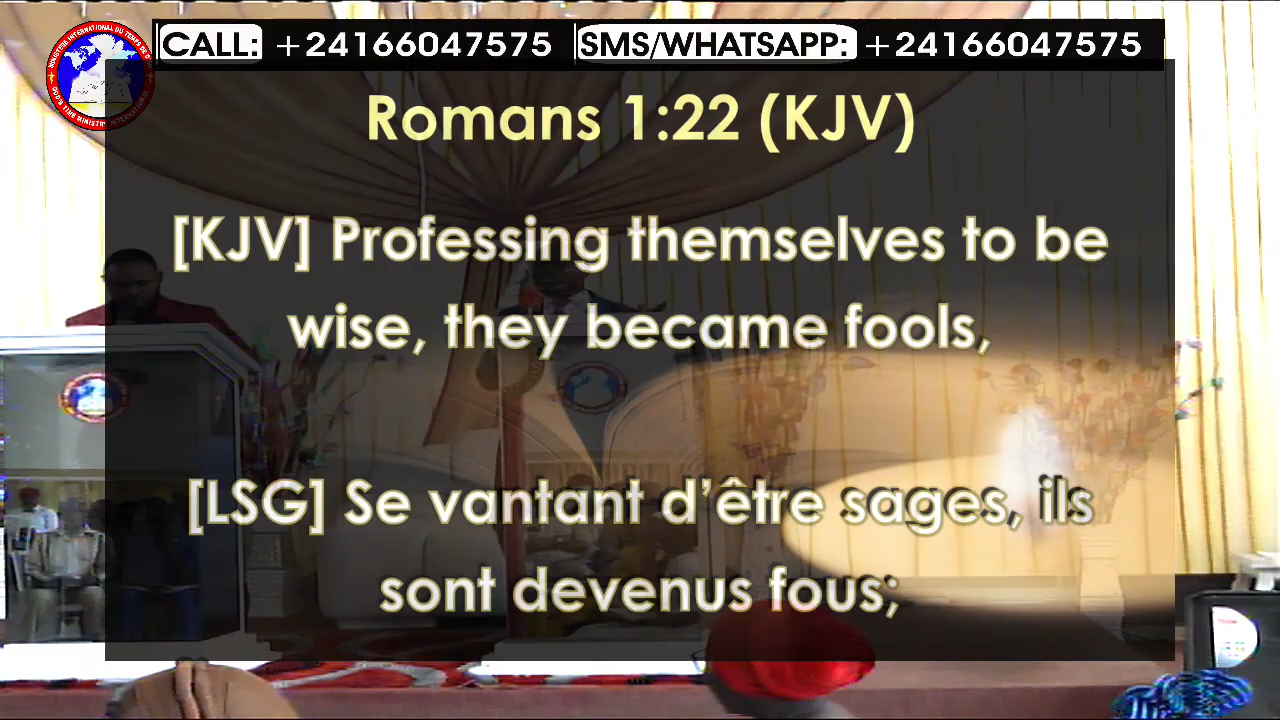 CALL: +24166047575 SMS/WHATSAPP: +24166047575
Romans 1:22 (KJV)
[KJV] Professing themselves to be
wise, they became fools,
[LSG] Se vantant d’être sages, ils
sont devenus fous;